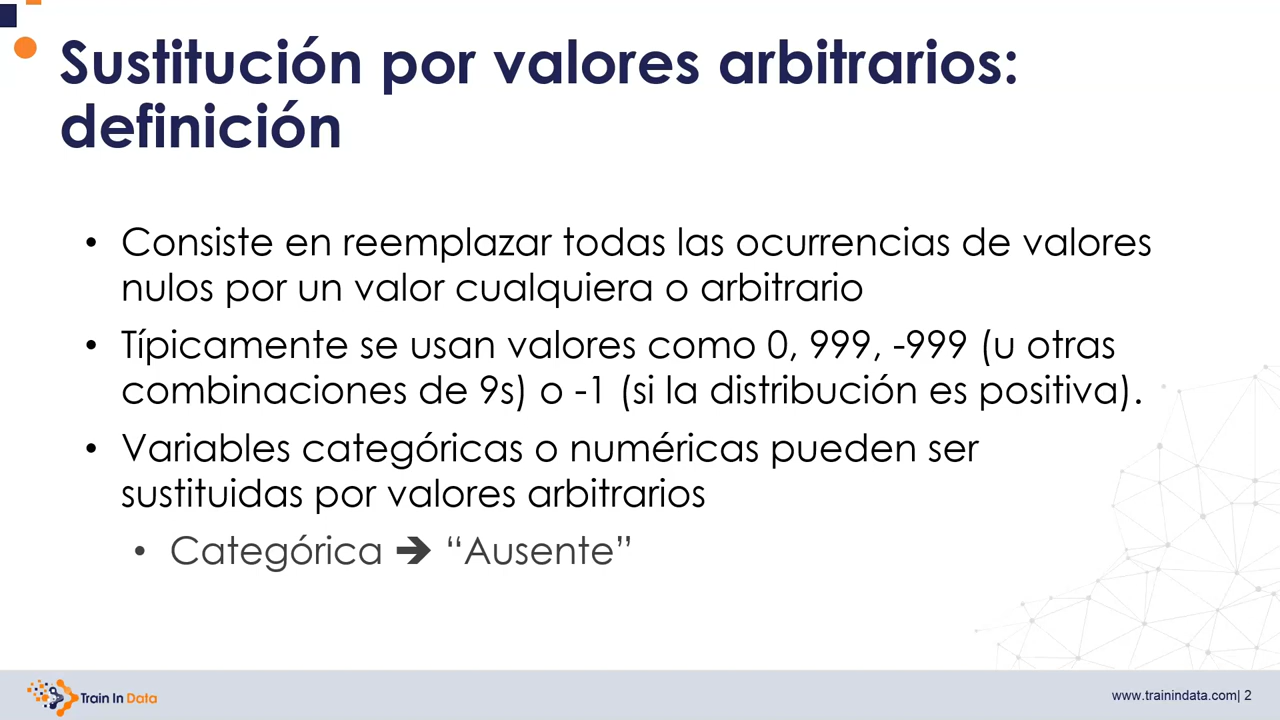 Sustitución por valores arbitrarios:
definición
• Consiste en reemplazar todas las ocurrencias de valores
nulos por un valor cualquiera o arbitrario
• Típicamente se usan valores como 0, 999, -999 (u otras
combinaciones de 9s) o -1 (si la distribución es positiva).
• Variables categóricas o numéricas pueden ser
sustituidas por valores arbitrarios
• Categórica ➔ “Ausente”
Train In Data
www.trainindata.com| 2